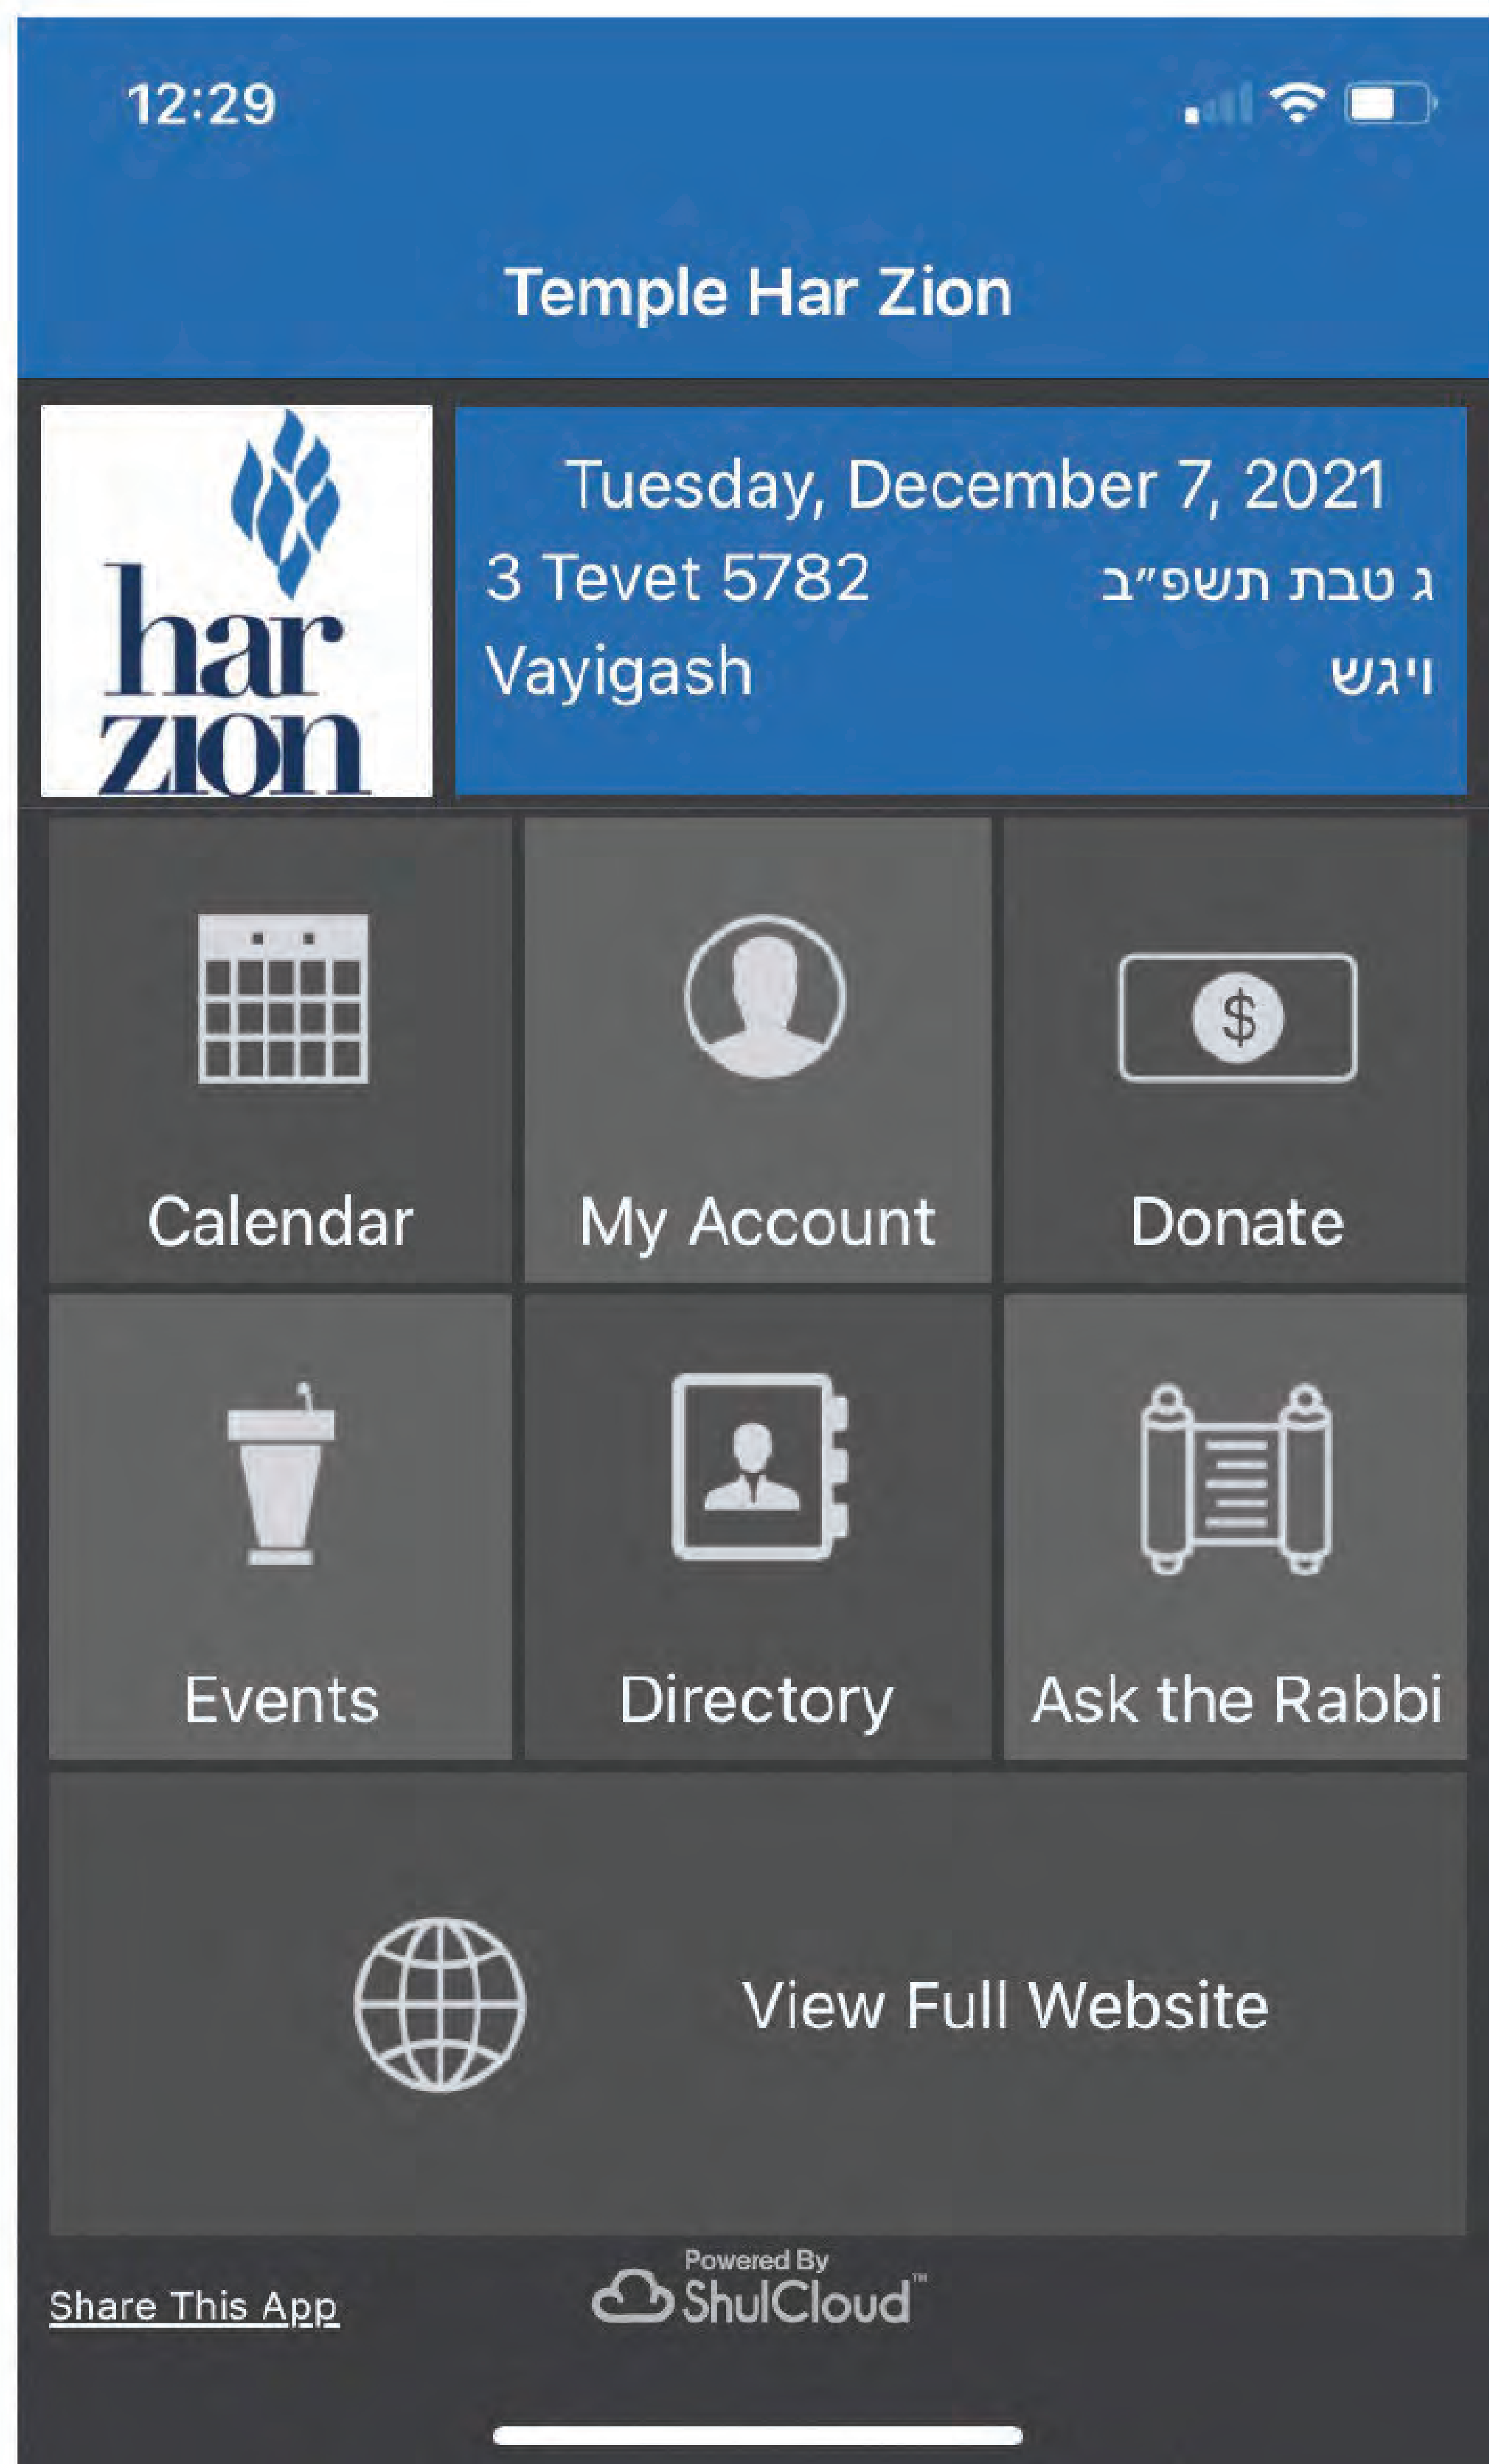 12:29
Temple Har Zion
har
zion
Tuesday, December 7, 2021
3 Tevet 5782 ג טבת תשפ״ב
Vayigash ויגש
Calendar My Account Donate
Events Directory Ask the Rabbi
View Full Website
Powered By
Share This App ShulCloud™